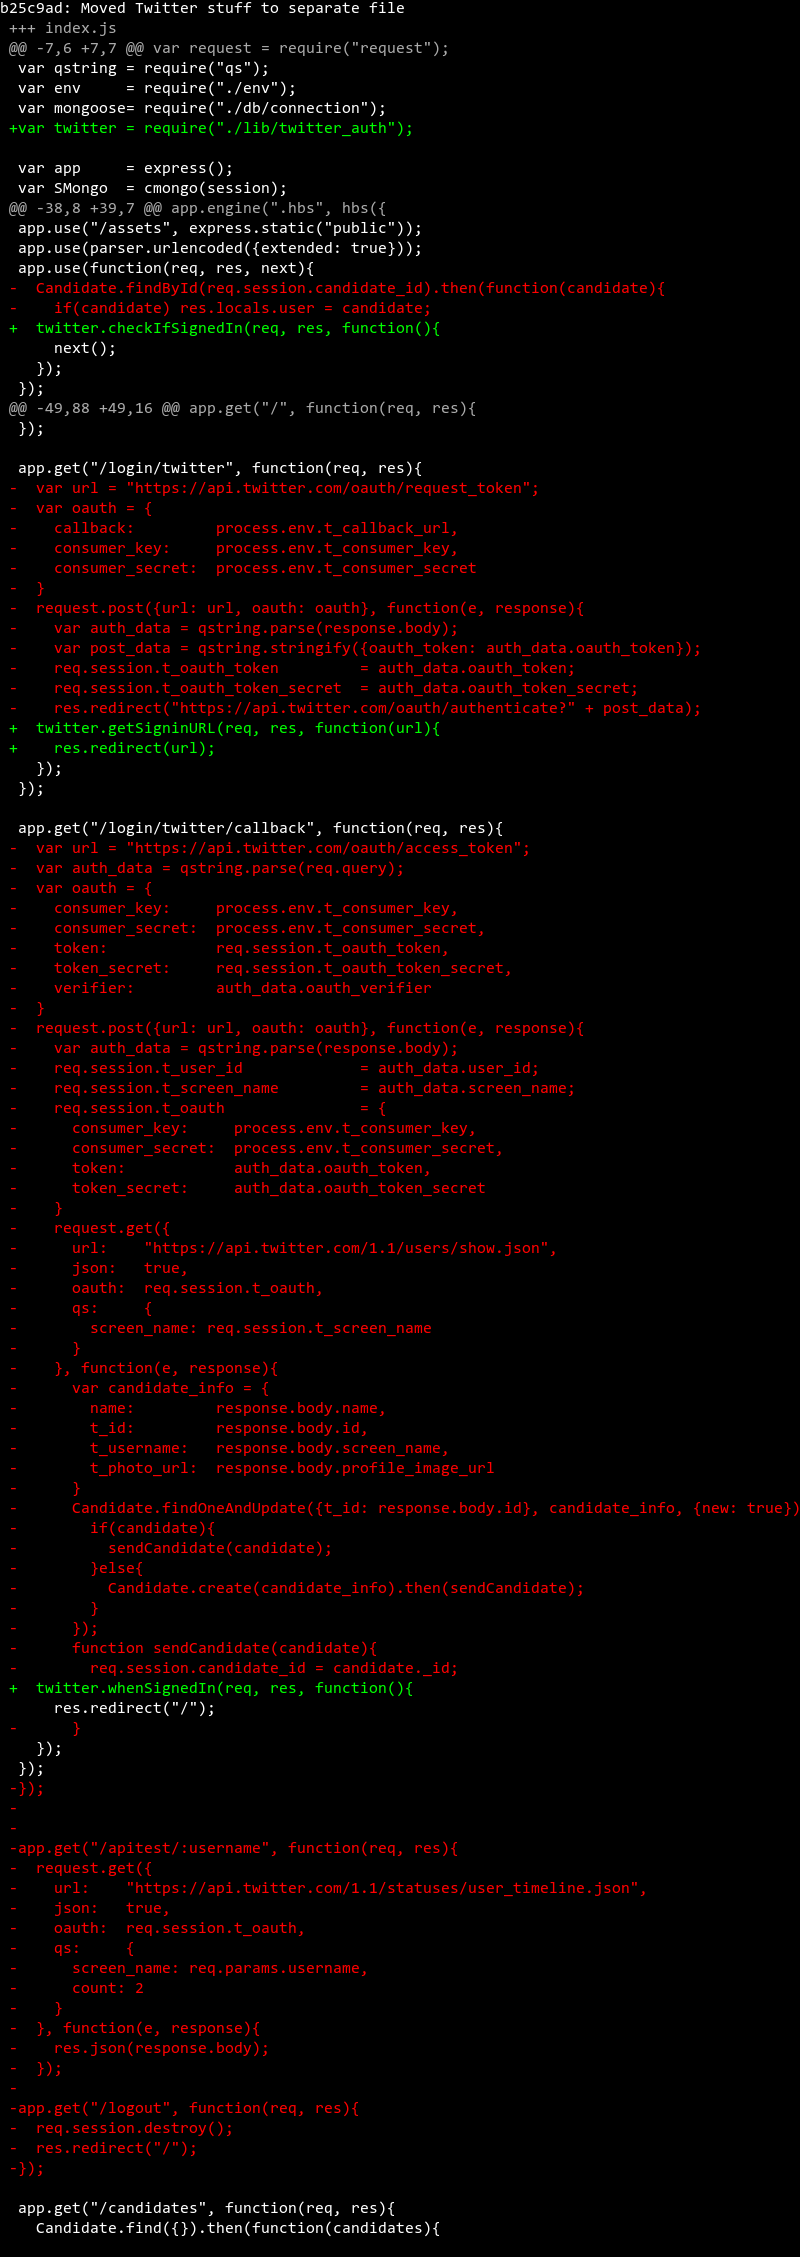 b25c9ad: Moved Twitter stuff to separate file
 +++ index.js
 @@ -7,6 +7,7 @@ var request = require("request");
  var qstring = require("qs");
  var env     = require("./env");
  var mongoose= require("./db/connection");
 +var twitter = require("./lib/twitter_auth");

  var app     = express();
  var SMongo  = cmongo(session);
 @@ -38,8 +39,7 @@ app.engine(".hbs", hbs({
  app.use("/assets", express.static("public"));
  app.use(parser.urlencoded({extended: true}));
  app.use(function(req, res, next){
 -  Candidate.findById(req.session.candidate_id).then(function(candidate){
 -    if(candidate) res.locals.user = candidate;
 +  twitter.checkIfSignedIn(req, res, function(){
      next();
    });
  });
 @@ -49,88 +49,16 @@ app.get("/", function(req, res){
  });

  app.get("/login/twitter", function(req, res){
 -  var url = "https://api.twitter.com/oauth/request_token";
 -  var oauth = {
 -    callback:         process.env.t_callback_url,
 -    consumer_key:     process.env.t_consumer_key,
 -    consumer_secret:  process.env.t_consumer_secret
 -  }
 -  request.post({url: url, oauth: oauth}, function(e, response){
 -    var auth_data = qstring.parse(response.body);
 -    var post_data = qstring.stringify({oauth_token: auth_data.oauth_token});
 -    req.session.t_oauth_token         = auth_data.oauth_token;
 -    req.session.t_oauth_token_secret  = auth_data.oauth_token_secret;
 -    res.redirect("https://api.twitter.com/oauth/authenticate?" + post_data);
 +  twitter.getSigninURL(req, res, function(url){
 +    res.redirect(url);
    });
  });

  app.get("/login/twitter/callback", function(req, res){
 -  var url = "https://api.twitter.com/oauth/access_token";
 -  var auth_data = qstring.parse(req.query);
 -  var oauth = {
 -    consumer_key:     process.env.t_consumer_key,
 -    consumer_secret:  process.env.t_consumer_secret,
 -    token:            req.session.t_oauth_token,
 -    token_secret:     req.session.t_oauth_token_secret,
 -    verifier:         auth_data.oauth_verifier
 -  }
 -  request.post({url: url, oauth: oauth}, function(e, response){
 -    var auth_data = qstring.parse(response.body);
 -    req.session.t_user_id             = auth_data.user_id;
 -    req.session.t_screen_name         = auth_data.screen_name;
 -    req.session.t_oauth               = {
 -      consumer_key:     process.env.t_consumer_key,
 -      consumer_secret:  process.env.t_consumer_secret,
 -      token:            auth_data.oauth_token,
 -      token_secret:     auth_data.oauth_token_secret
 -    }
 -    request.get({
 -      url:    "https://api.twitter.com/1.1/users/show.json",
 -      json:   true,
 -      oauth:  req.session.t_oauth,
 -      qs:     {
 -        screen_name: req.session.t_screen_name
 -      }
 -    }, function(e, response){
 -      var candidate_info = {
 -        name:         response.body.name,
 -        t_id:         response.body.id,
 -        t_username:   response.body.screen_name,
 -        t_photo_url:  response.body.profile_image_url
 -      }
 -      Candidate.findOneAndUpdate({t_id: response.body.id}, candidate_info, {new: true})
 -        if(candidate){
 -          sendCandidate(candidate);
 -        }else{
 -          Candidate.create(candidate_info).then(sendCandidate);
 -        }
 -      });
 -      function sendCandidate(candidate){
 -        req.session.candidate_id = candidate._id;
 +  twitter.whenSignedIn(req, res, function(){
      res.redirect("/");
 -      }
    });
  });
 -});
 -
 -
 -app.get("/apitest/:username", function(req, res){
 -  request.get({
 -    url:    "https://api.twitter.com/1.1/statuses/user_timeline.json",
 -    json:   true,
 -    oauth:  req.session.t_oauth,
 -    qs:     {
 -      screen_name: req.params.username,
 -      count: 2
 -    }
 -  }, function(e, response){
 -    res.json(response.body);
 -  });
 -
 -app.get("/logout", function(req, res){
 -  req.session.destroy();
 -  res.redirect("/");
 -});

  app.get("/candidates", function(req, res){
    Candidate.find({}).then(function(candidates){